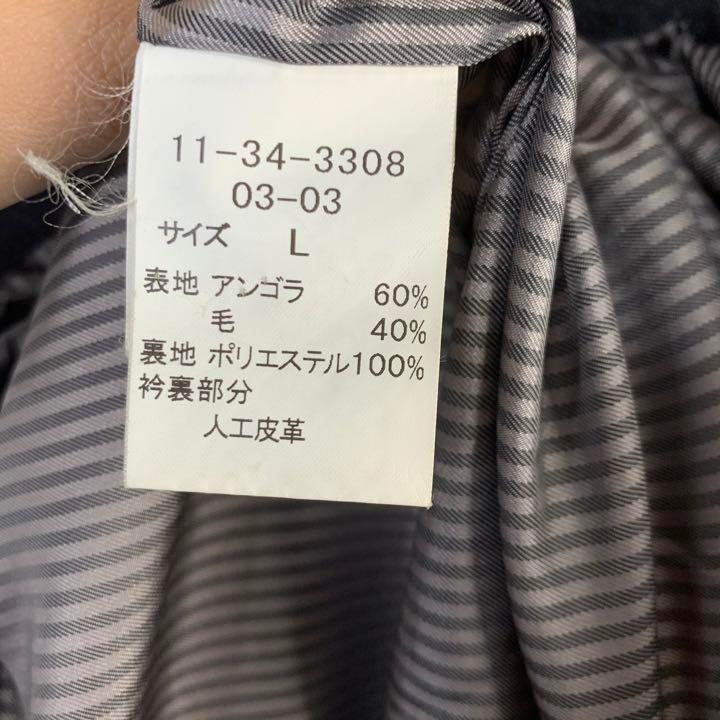 11-34-3308
03-03
サイズ L
表地 アンゴラ 60%
毛 40%
裏地 ポリエステル100%
衿裏部分
人工皮革